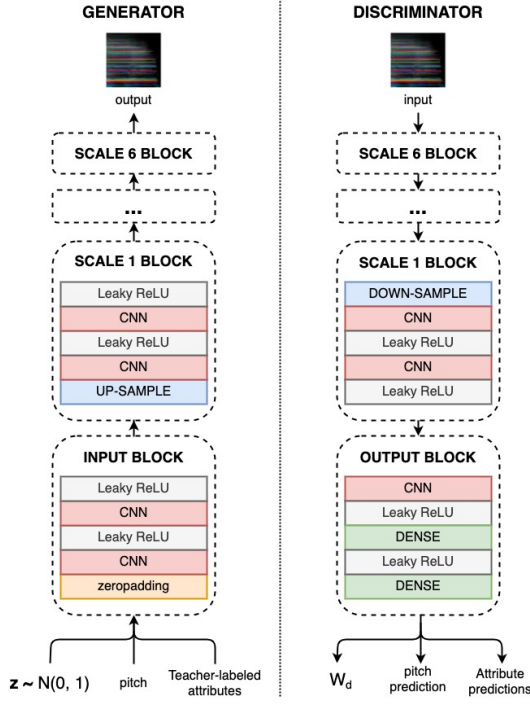 GENERATOR
output
SCALE 6 BLOCK
...
SCALE 1 BLOCK
Leaky ReLU
CNN
Leaky ReLU
CNN
UP-SAMPLE
INPUT BLOCK
Leaky ReLU
CNN
Leaky ReLU
CNN
zeropadding
z ~ N(0, 1)
pitch
Teacher-labeled
attributes
DISCRIMINATOR
input
SCALE 6 BLOCK
...
SCALE 1 BLOCK
DOWN-SAMPLE
CNN
Leaky ReLU
CNN
Leaky ReLU
OUTPUT BLOCK
CNN
Leaky ReLU
DENSE
Leaky ReLU
DENSE
W_d
pitch
prediction
Attribute
predictions